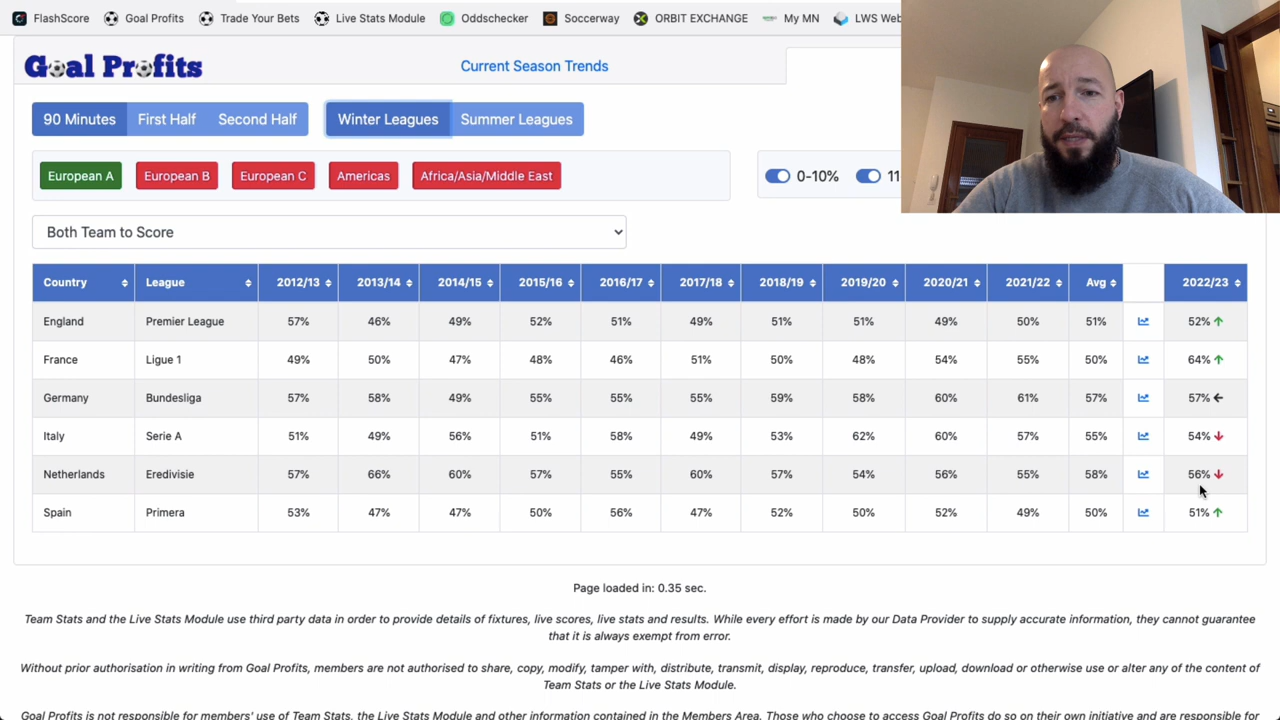 FlashScore Goal Profits Trade Your Bets Live Stats Module Oddschecker Soccerway ORBIT EXCHANGE My MN LWS Web
Goal Profits
Current Season Trends
90 Minutes First Half Second Half Winter Leagues Summer Leagues
European A European B European C Americas Africa/Asia/Middle East 0-10% 11
Both Team to Score
Country League 2012/13 2013/14 2014/15 2015/16 2016/17 2017/18 2018/19 2019/20 2020/21 2021/22 Avg 2022/23
England Premier League 57% 46% 49% 52% 51% 49% 51% 51% 49% 50% 51% 52% ↑
France Ligue 1 49% 50% 47% 48% 46% 51% 50% 48% 54% 55% 50% 64% ↑
Germany Bundesliga 57% 58% 49% 55% 55% 55% 59% 58% 60% 61% 57% 57% ←
Italy Serie A 51% 49% 56% 51% 58% 49% 53% 62% 60% 57% 55% 54% ↓
Netherlands Eredivisie 57% 66% 60% 57% 55% 60% 57% 54% 56% 55% 58% 56% ↓
Spain Primera 53% 47% 47% 50% 56% 47% 52% 50% 52% 49% 50% 51% ↑
Page loaded in: 0.35 sec.
Team Stats and the Live Stats Module use third party data in order to provide details of fixtures, live scores, live stats and results. While every effort is made by our Data Provider to supply accurate information, they cannot guarantee
that it is always exempt from error.
Without prior authorisation in writing from Goal Profits, members are not authorised to share, copy, modify, tamper with, distribute, transmit, display, reproduce, transfer, upload, download or otherwise use or alter any of the content of
Team Stats or the Live Stats Module.
Goal Profits is not responsible for members' use of Team Stats, the Live Stats Module and other information contained in the Members Area. Those who choose to access Goal Profits do so on their own initiative and are responsible for